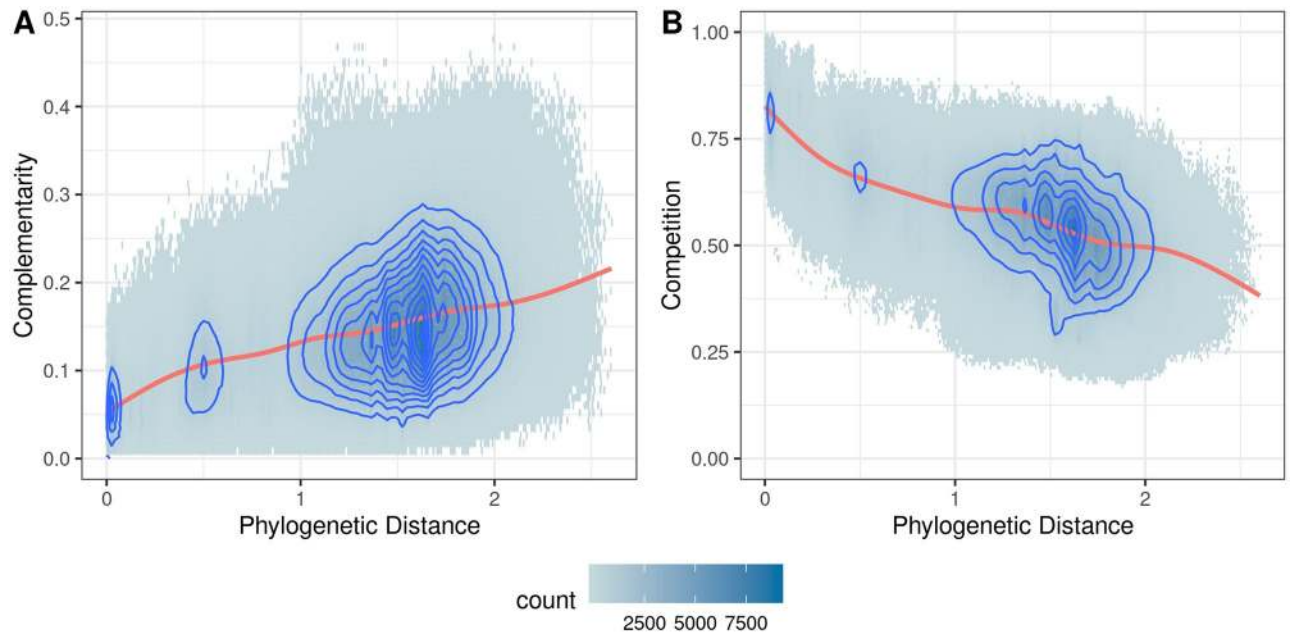 A
0.5
0.4
0.3
0.2
0.1
0.0
Complementarity
0 1 2
Phylogenetic Distance
B
1.00
0.75
0.50
0.25
0.00
Competition
0 1 2
Phylogenetic Distance
count
2500 5000 7500